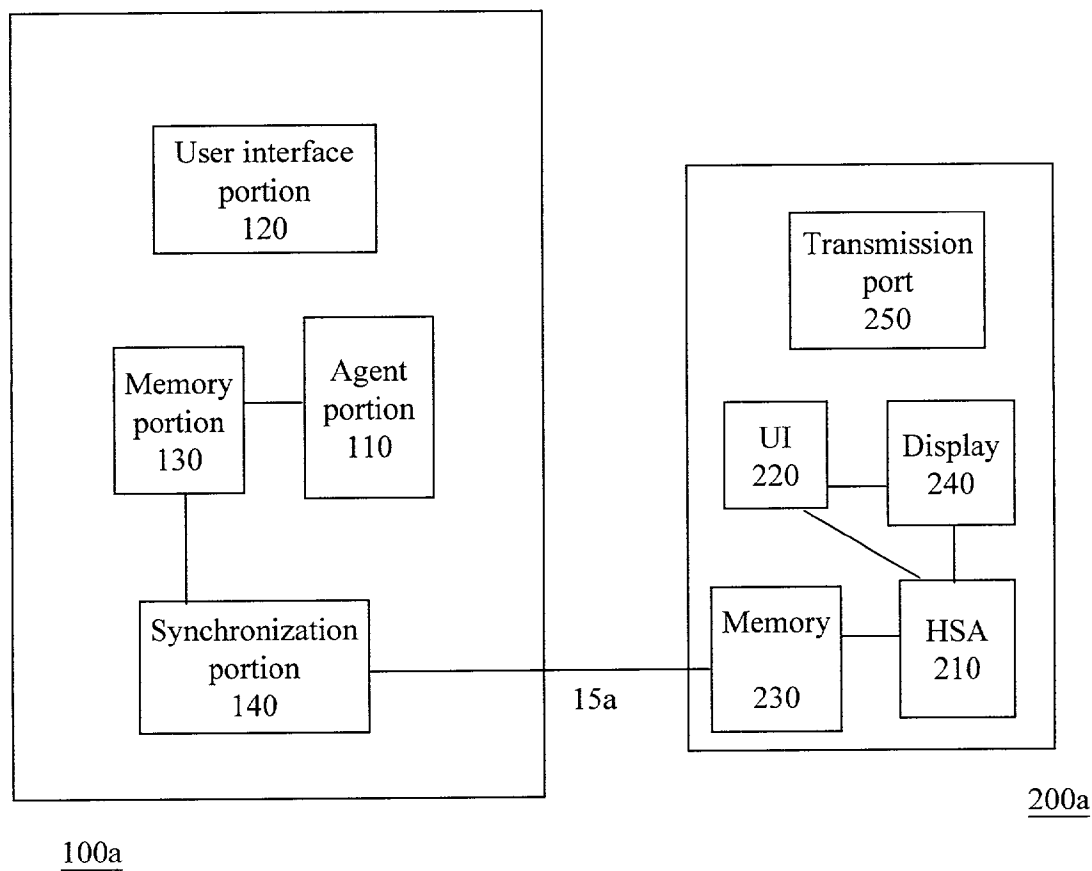 User interface
portion
120
Transmission
port
250
Memory
portion
130
Agent
portion
110
UI
220
Display
240
Synchronization
portion
140
15a
Memory
230
HSA
210
200a
100a